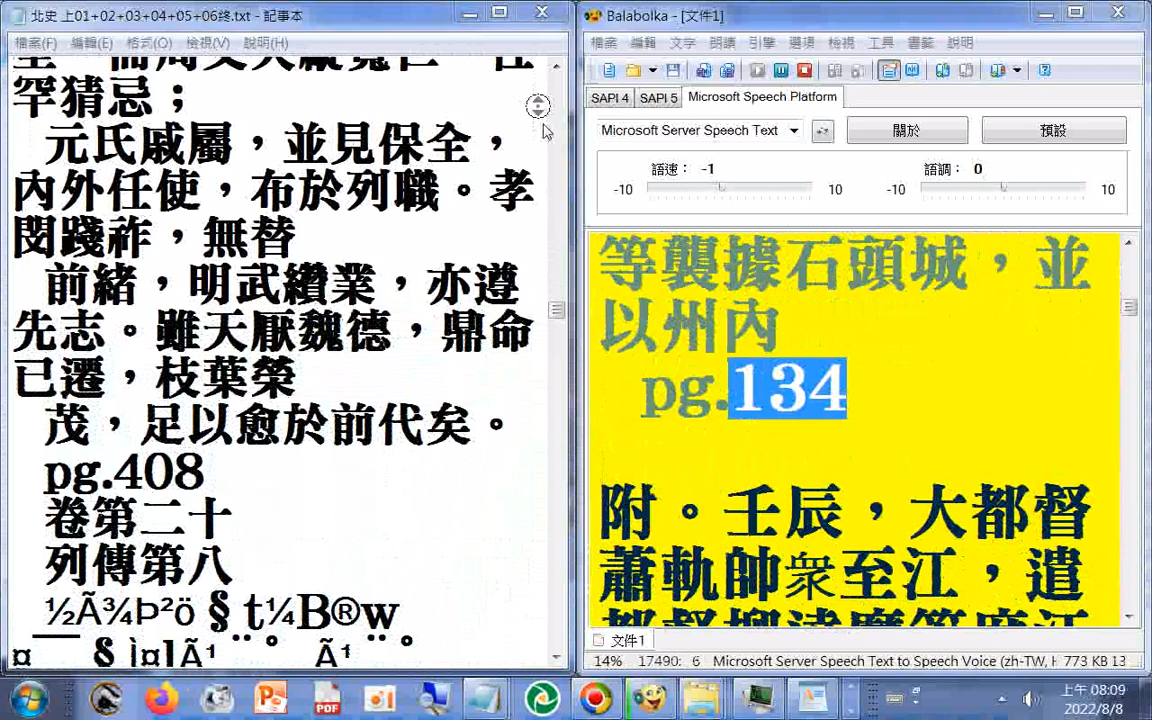 北史 上01+02+03+04+05+06终.txt - 記事本
檔案(F) 編輯(E) 格式(O) 檢視(V) 說明(H)
罕猜忌；
元氏戚屬，並見保全，
內外任使，布於列職。孝
閔踐祚，無替
前緒，明武纘業，亦遵
先志。雖天厭魏德，鼎命
已遷，枝葉榮
茂，足以愈於前代矣。
pg.408
卷第二十
列傳第八
½Ã¾Þ²ö §t¼B®w
Balabolka - [文件1]
檔案 編輯 文字 朗讀 引擎 選項 檢視 工具 書籤 說明
SAPI 4 SAPI 5 Microsoft Speech Platform
Microsoft Server Speech Text 關於 預設
語速： -1 語調： 0
-10 10 -10 10
等襲據石頭城，並
以州內
pg.134
附。壬辰，大都督
蕭軌帥衆至江，遣
文件1
14% 17490: 6 Microsoft Server Speech Text to Speech Voice (zh-TW, H 773 KB 13
上午 08:09
2022/8/8